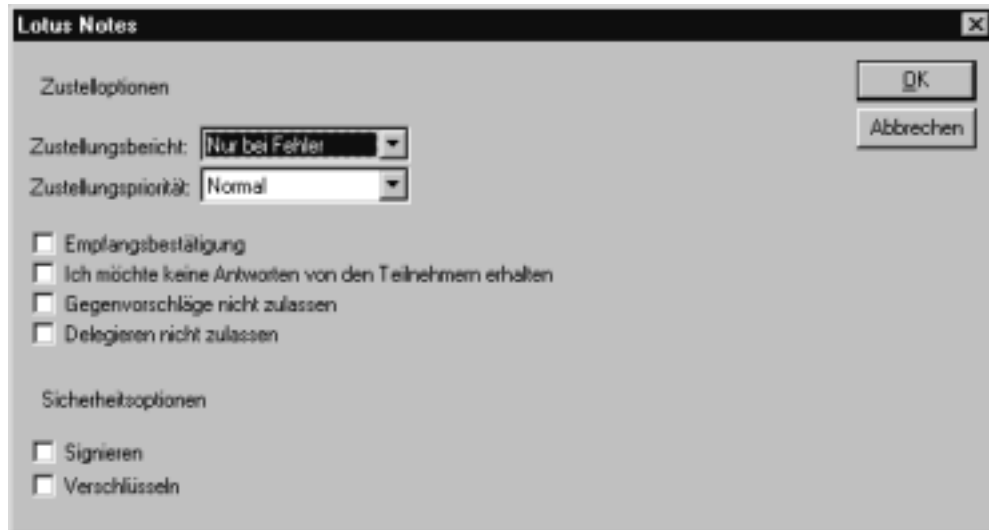 Lotus Notes
Zustelloptionen
OK
Abbrechen
Zustellungsbericht: Nur bei Fehler
Zustellungspriorität: Normal
Empfangsbestätigung
Ich möchte keine Antworten von den Teilnehmern erhalten
Gegenvorschläge nicht zulassen
Delegieren nicht zulassen
Sicherheitsoptionen
Signieren
Verschlüsseln